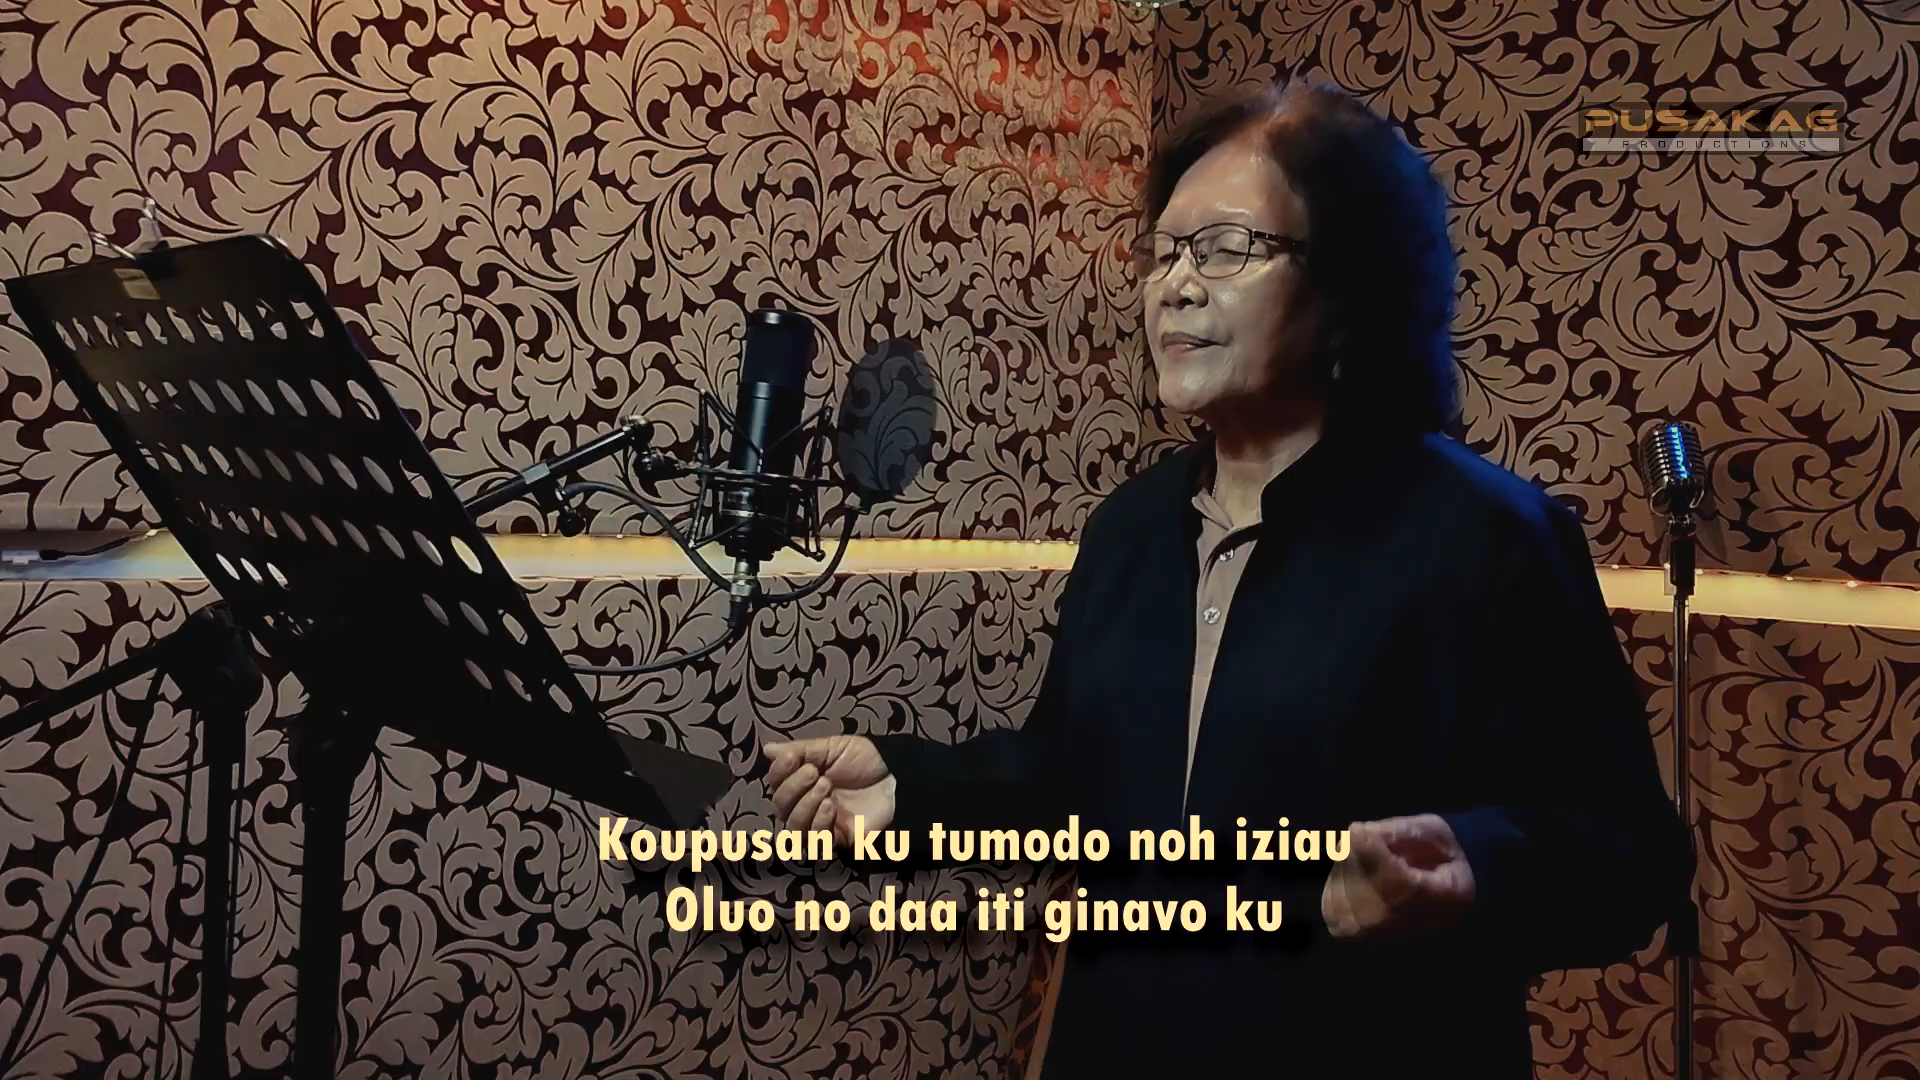 PUSAKAG
PRODUCTIONS
Koupusan ku tumodo noh iziau
Oluo no daa iti ginavo ku